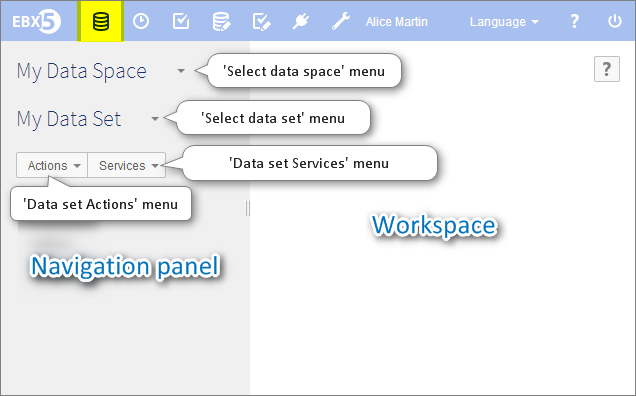 EBX5 Alice Martin Language ?
My Data Space 'Select data space' menu ?
My Data Set 'Select data set' menu
Actions Services 'Data set Services' menu
'Data set Actions' menu
Workspace
Navigation panel